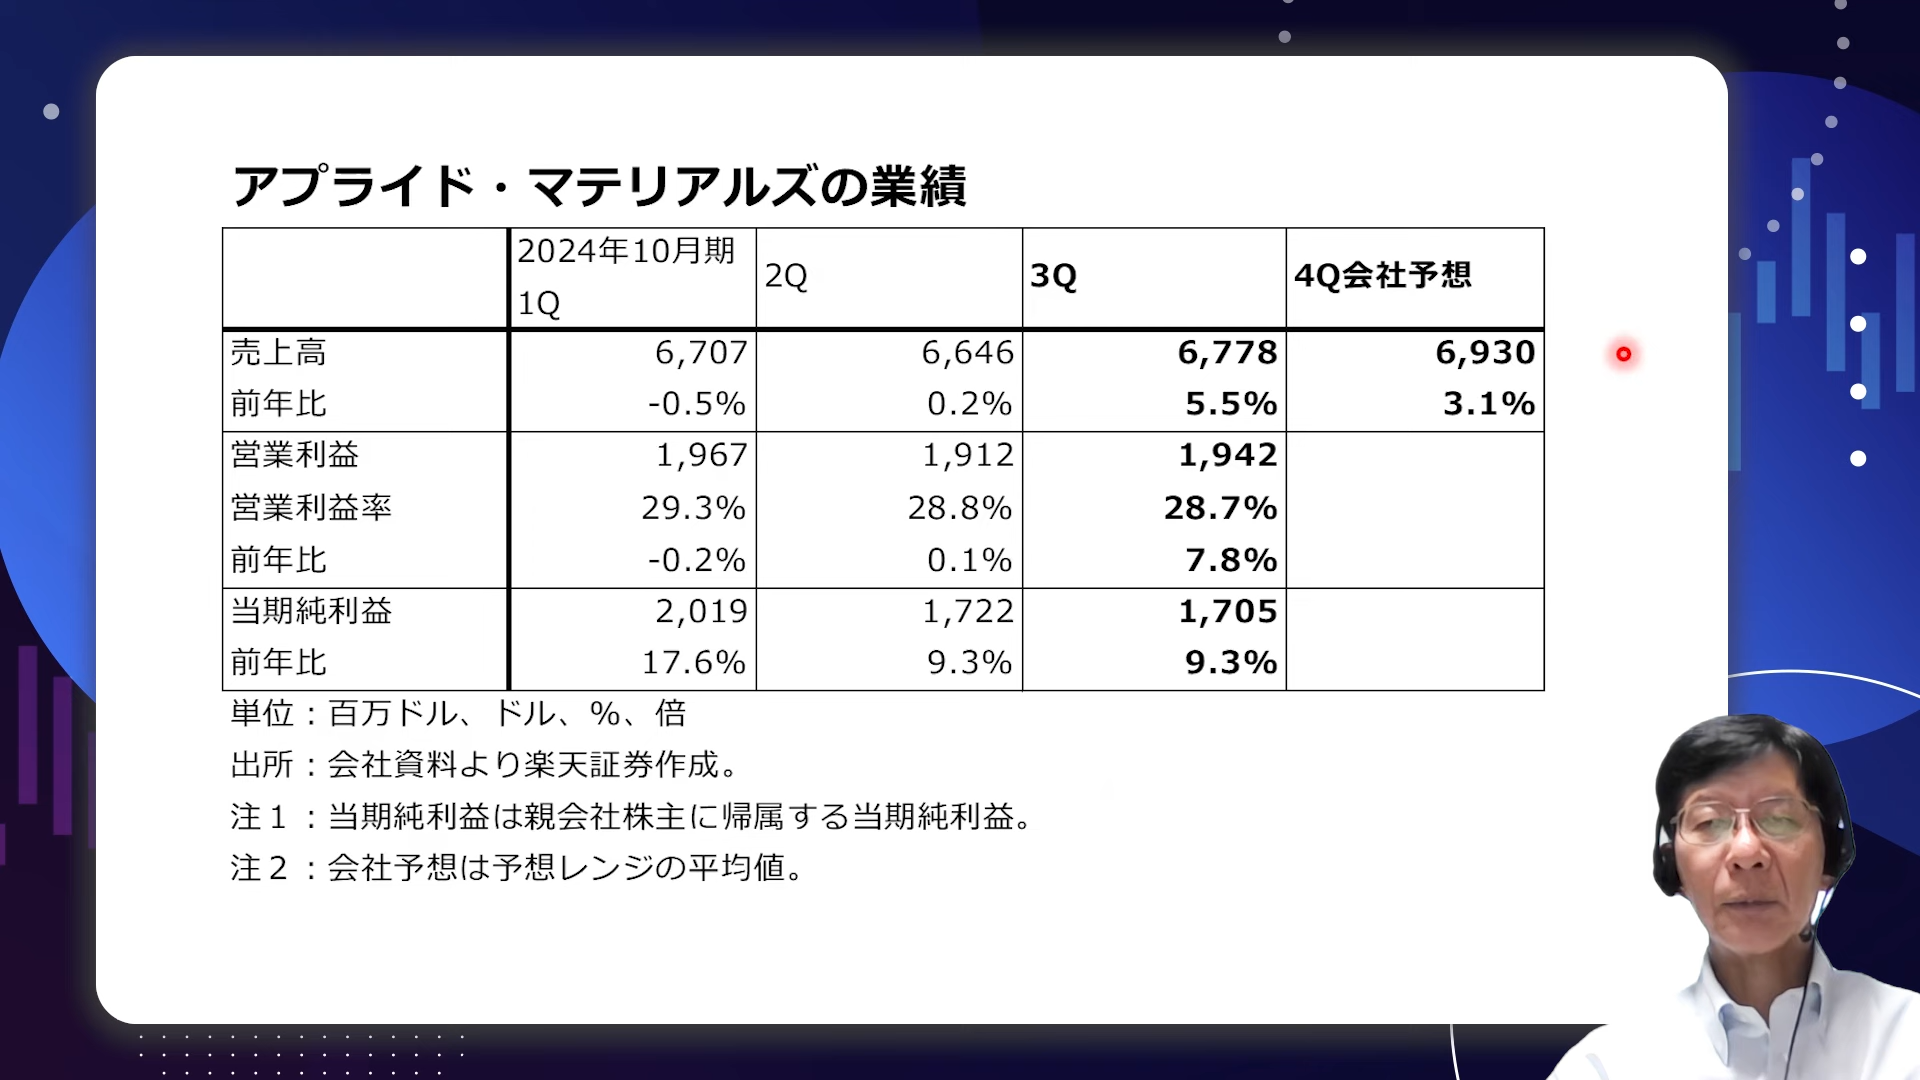 アプライド・マテリアルズの業績
2024年10月期
1Q
2Q
3Q
4Q会社予想
売上高 6,707 6,646 6,778 6,930
前年比 -0.5% 0.2% 5.5% 3.1%
営業利益 1,967 1,912 1,942
営業利益率 29.3% 28.8% 28.7%
前年比 -0.2% 0.1% 7.8%
当期純利益 2,019 1,722 1,705
前年比 17.6% 9.3% 9.3%
単位：百万ドル、ドル、%、倍
出所：会社資料より楽天証券作成。
注１：当期純利益は親会社株主に帰属する当期純利益。
注２：会社予想は予想レンジの平均値。